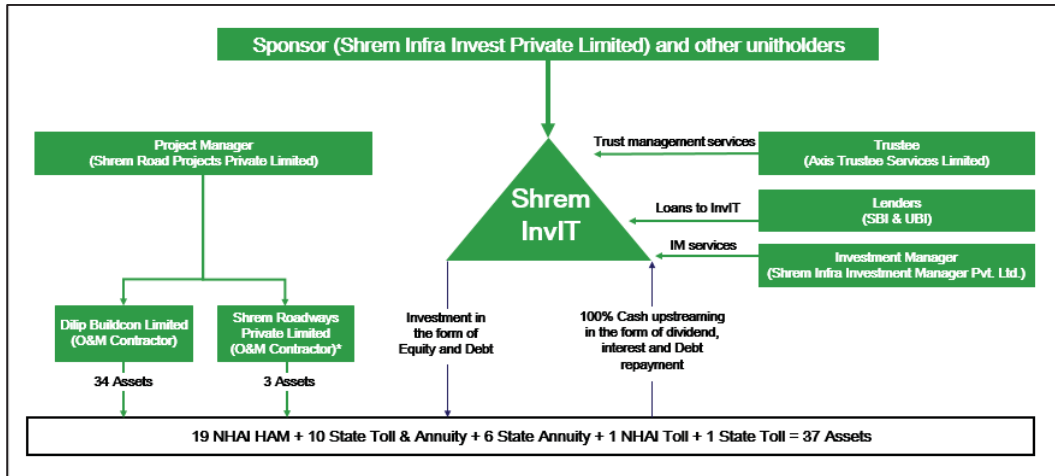 Sponsor (Shrem Infra Invest Private Limited) and other unitholders
Project Manager
(Shrem Road Projects Private Limited)
Trust management services
Trustee
(Axis Trustee Services Limited)
Shrem
InvIT
Loans to InvIT
Lenders
(SBI & UBI)
IM services
Investment Manager
(Shrem Infra Investment Manager Pvt. Ltd.)
Dilip Buildcon Limited
(O&M Contractor)
Shrem Roadways
Private Limited
(O&M Contractor)*
Investment in
the form of
Equity and Debt
100% Cash upstreaming
in the form of dividend,
interest and Debt
repayment
34 Assets
3 Assets
19 NHAI HAM + 10 State Toll & Annuity + 6 State Annuity + 1 NHAI Toll + 1 State Toll = 37 Assets